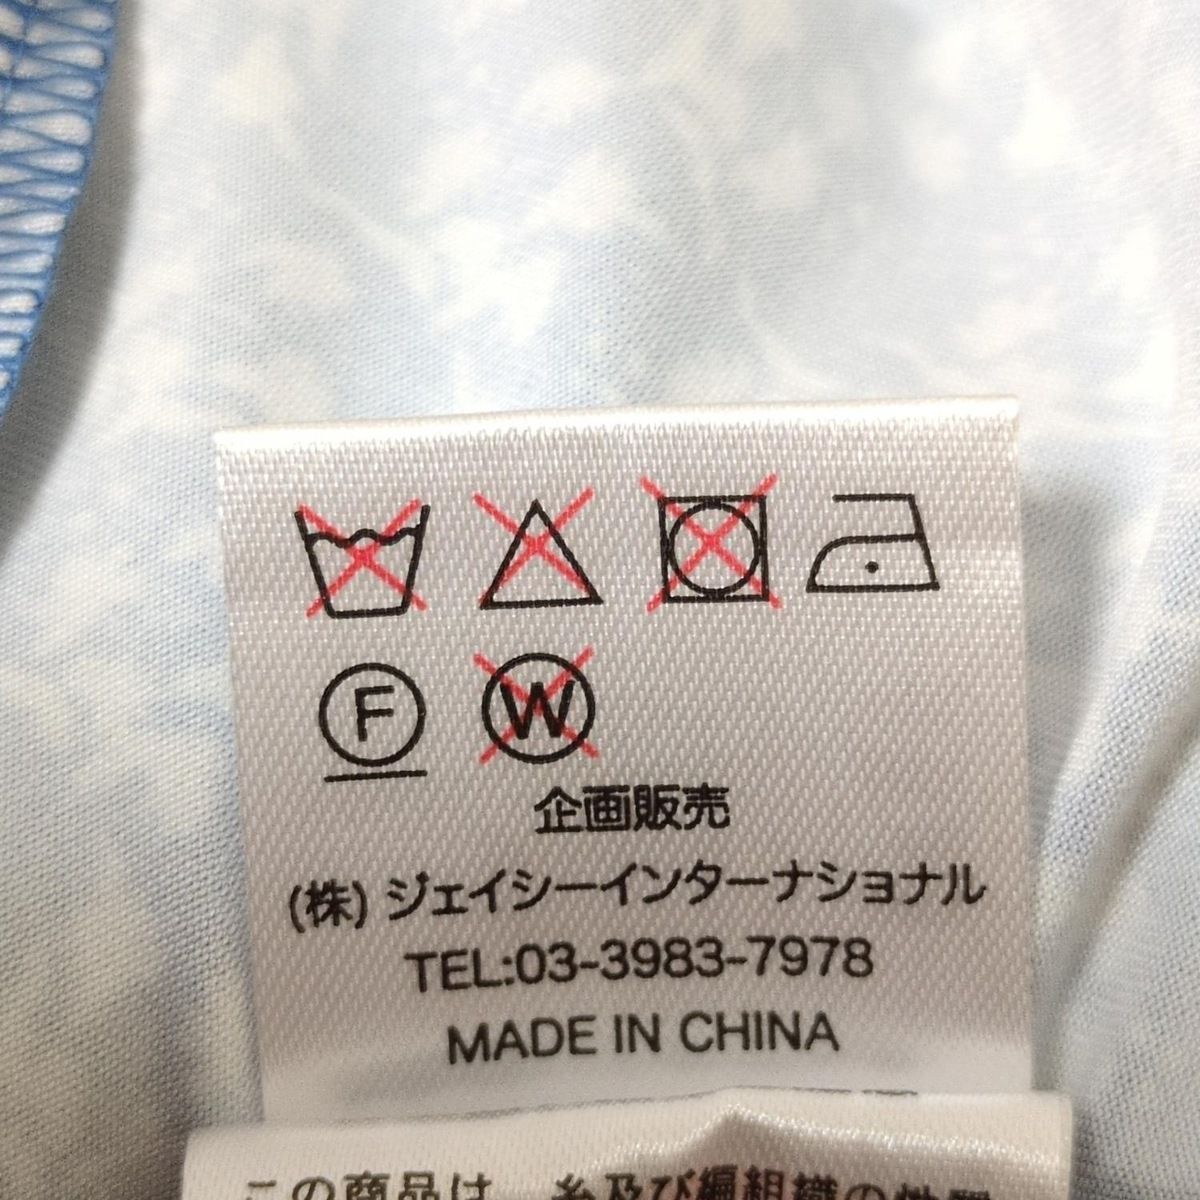 F W
企画販売
(株) ジェイシーインターナショナル
TEL:03-3983-7978
MADE IN CHINA
この商品は、糸及び編組織の